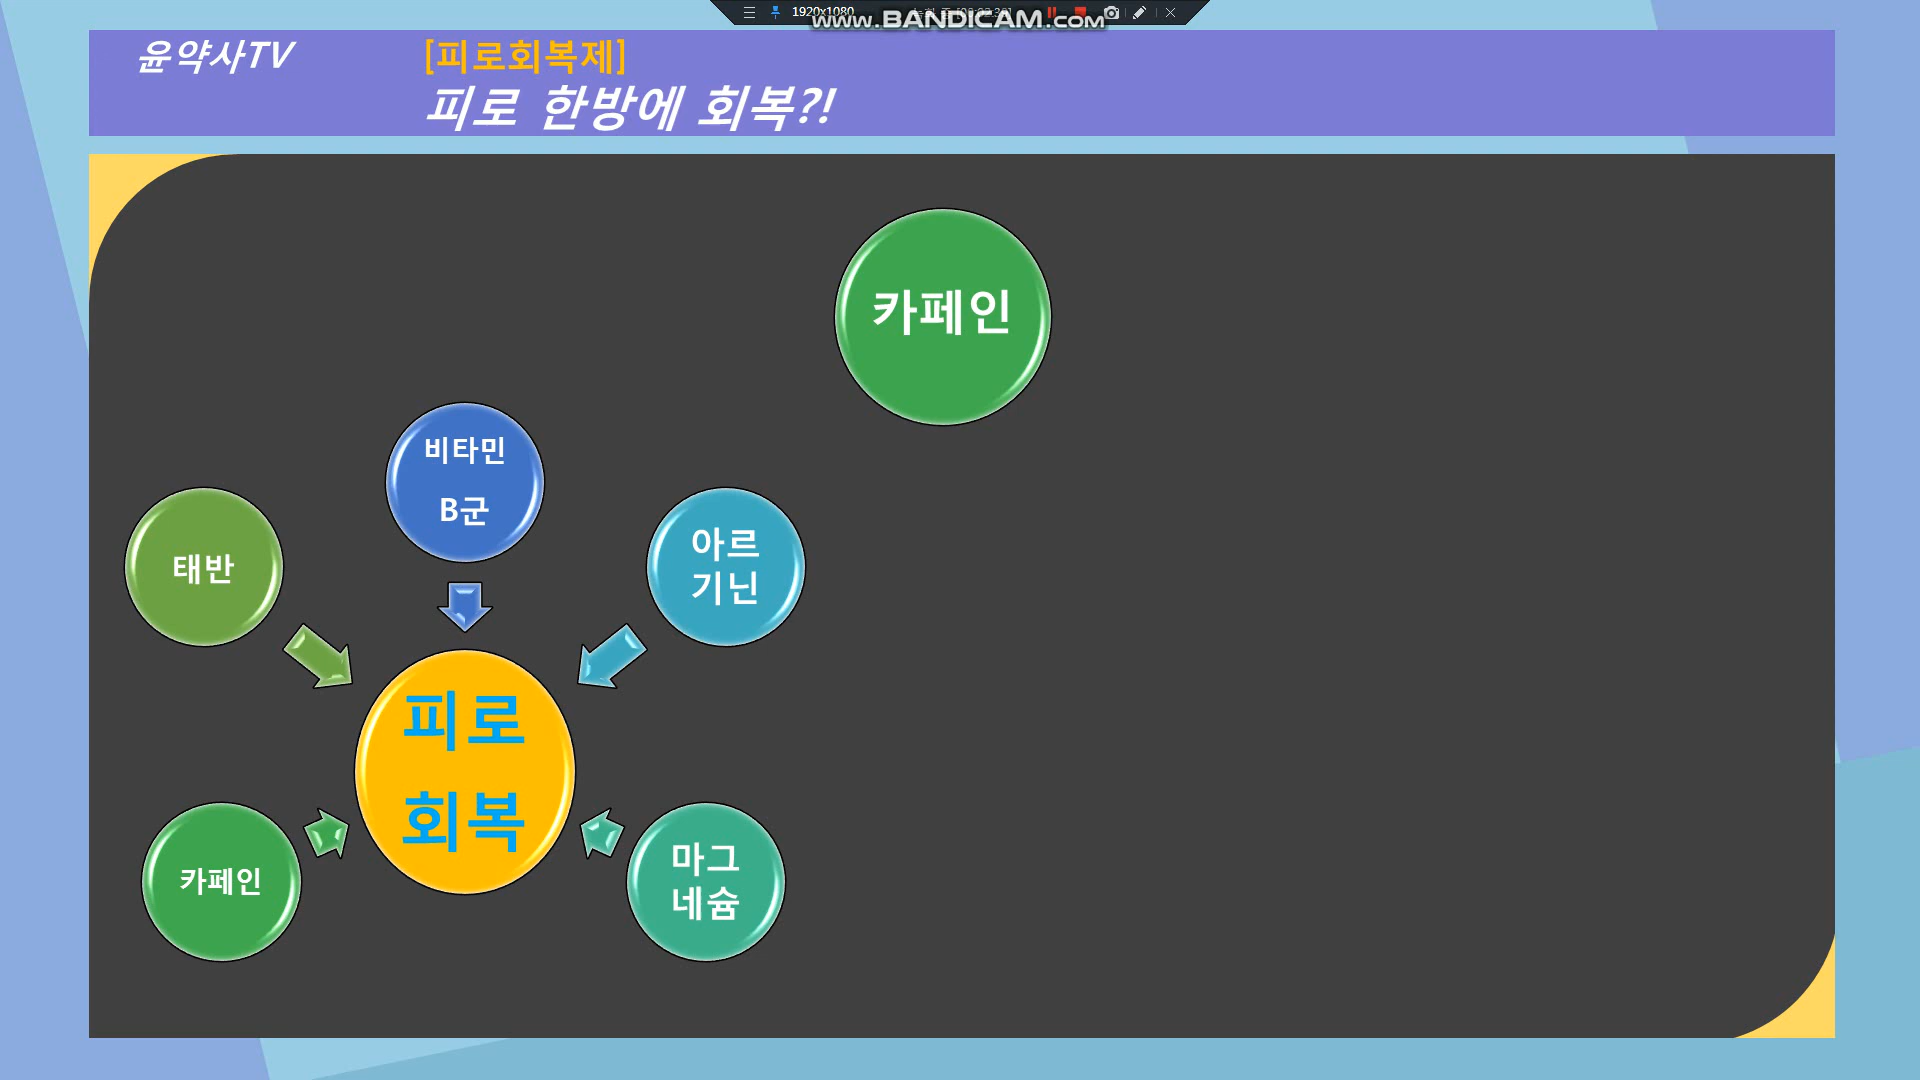 1920x1080
www.BANDICAM.com
윤약사TV
[피로회복제]
피로 한방에 회복?!
카페인
비타민
B군
태반
아르
기닌
피로
회복
카페인
마그
네슘